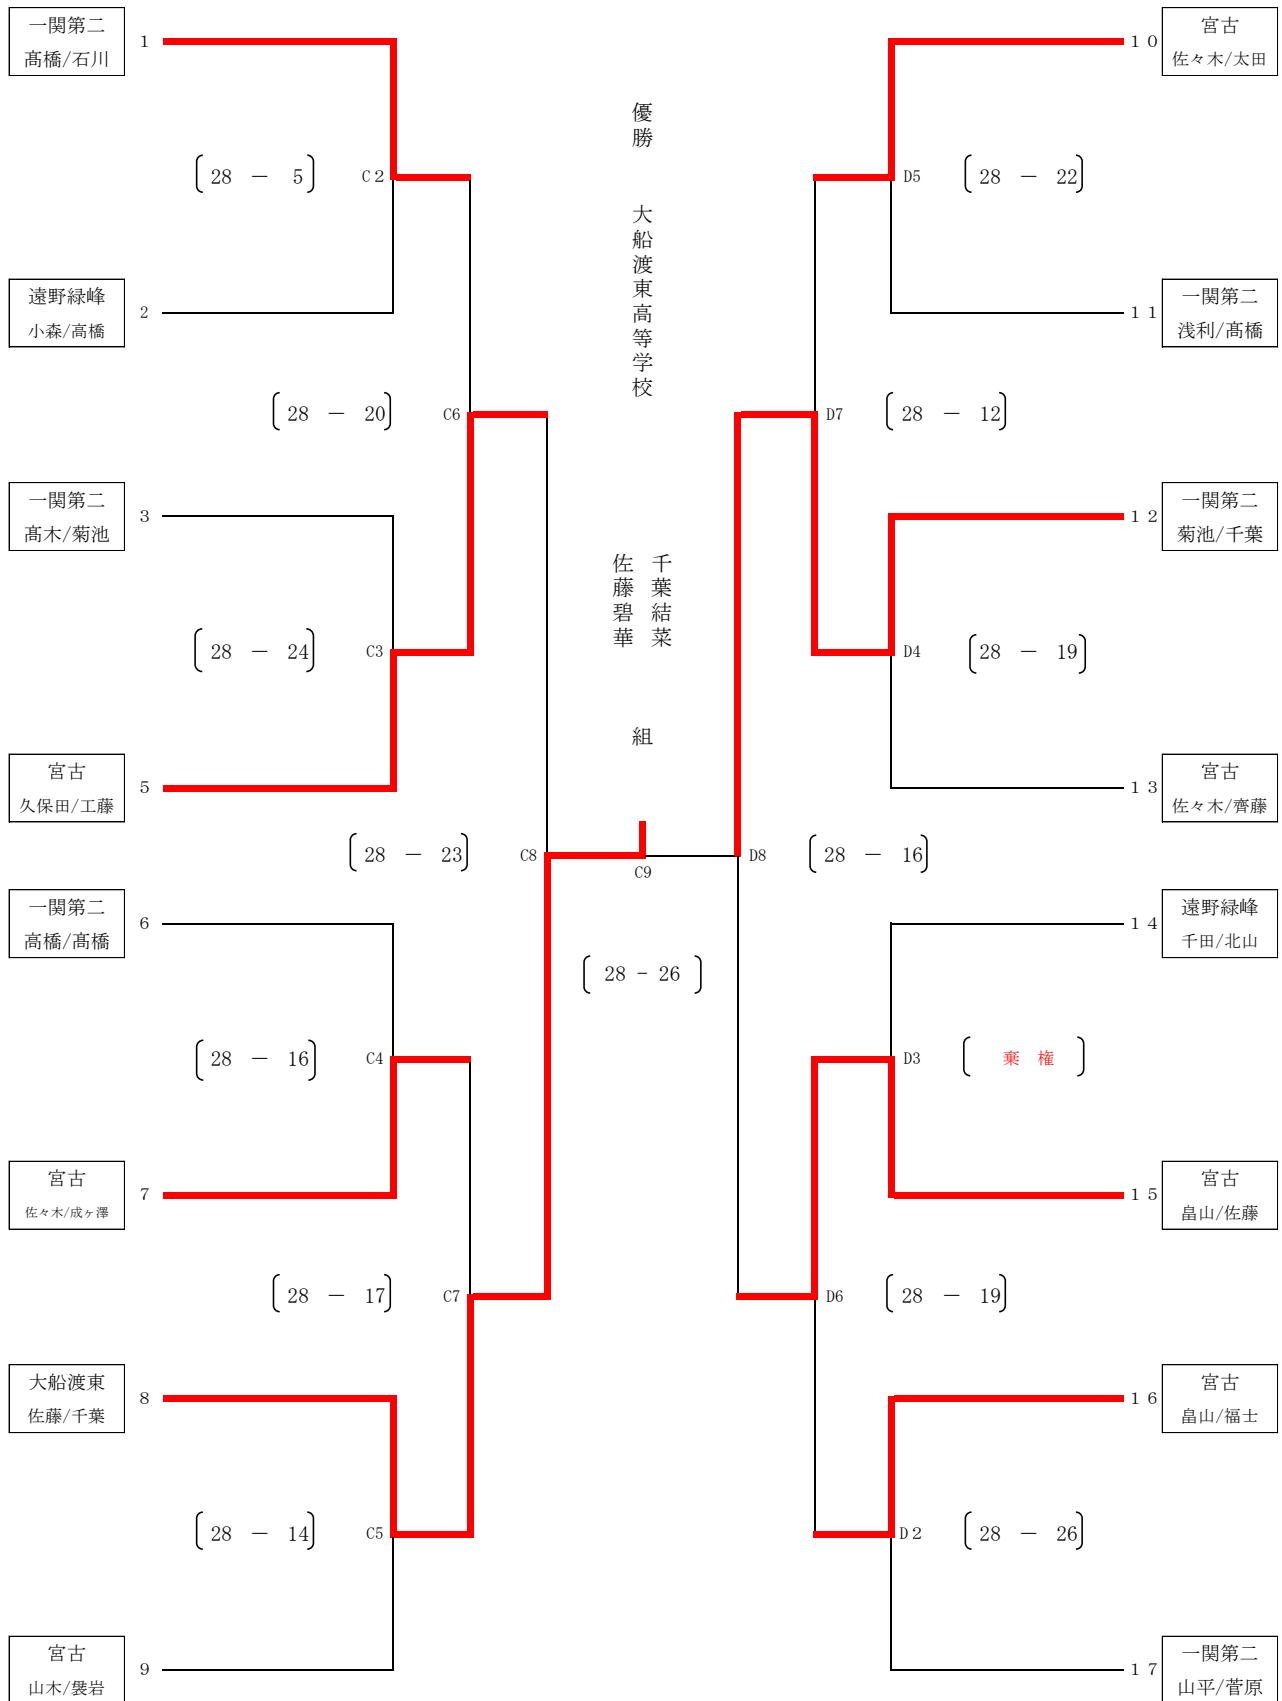 一関第二
髙橋/石川
1
〔 28 － 5 〕
C２
遠野緑峰
小森/高橋
2
〔 28 － 20 〕
C6
一関第二
髙木/菊池
3
〔 28 － 24 〕
C3
宮古
久保田/工藤
5
〔 28 － 23 〕
C8
一関第二
高橋/髙橋
6
〔 28 － 16 〕
C4
宮古
佐々木/成ヶ澤
7
〔 28 － 17 〕
C7
大船渡東
佐藤/千葉
8
〔 28 － 14 〕
C5
宮古
山木/襲岩
9
優勝 大船渡東高等学校
千葉結菜
佐藤碧華
組
C9
〔 28 - 26 〕
１０
宮古
佐々木/太田
D5
〔 28 － 22 〕
１１
一関第二
浅利/髙橋
D7
〔 28 － 12 〕
１２
一関第二
菊池/千葉
D4
〔 28 － 19 〕
１３
宮古
佐々木/齊藤
D8
〔 28 － 16 〕
１４
遠野緑峰
千田/北山
D3
〔 棄 権 〕
１５
宮古
畠山/佐藤
D6
〔 28 － 19 〕
１６
宮古
畠山/福士
D２
〔 28 － 26 〕
１７
一関第二
山平/菅原